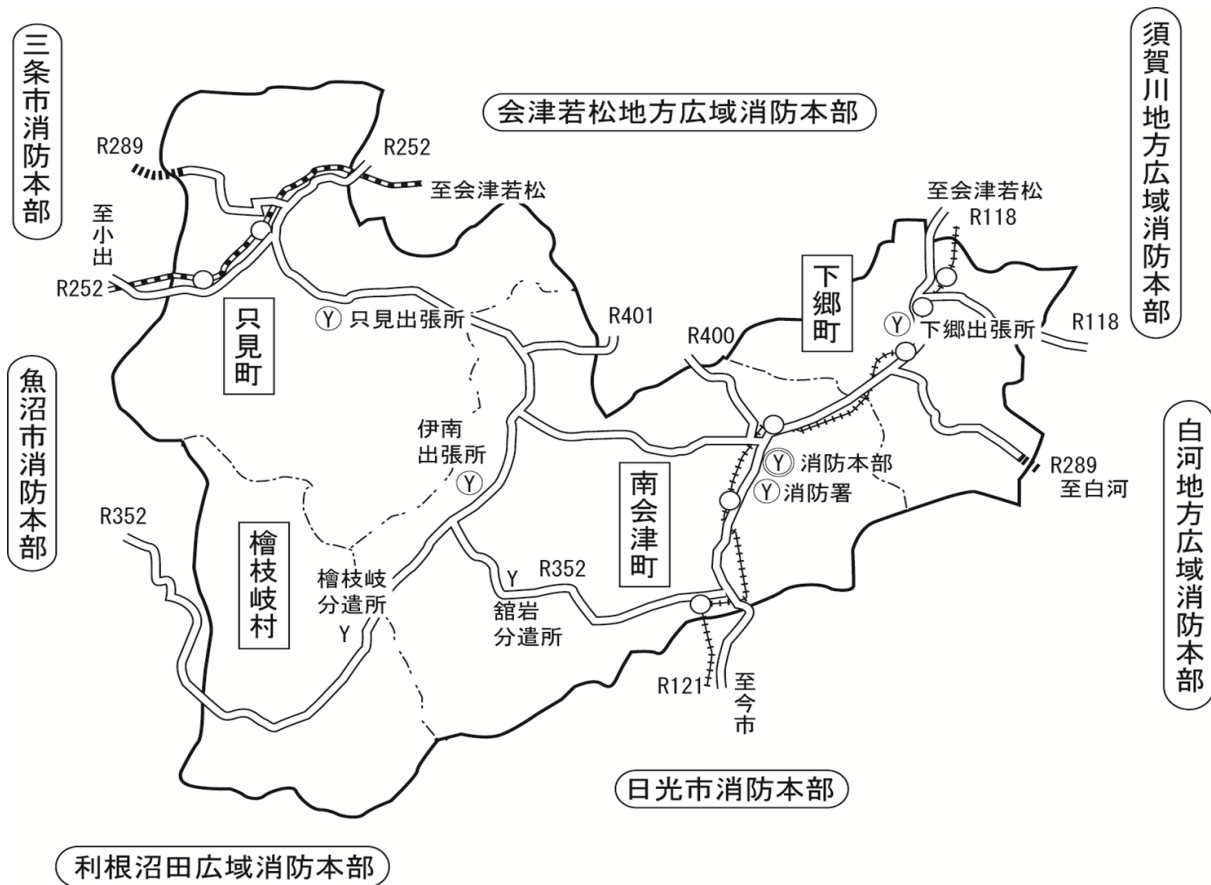 三条市消防本部
会津若松地方広域消防本部
須賀川地方広域消防本部
R289
R252
至会津若松
至会津若松
R118
至小出
R252
下郷町
只見町
Y 只見出張所
R401
R400
Y 下郷出張所
R118
魚沼市消防本部
伊南
出張所
Y
Y 消防本部
Y 消防署
R289
至白河
白河地方広域消防本部
南会津町
R352
檜枝岐村
檜枝岐
分遣所
Y
Y R352
舘岩
分遣所
R121
至今市
日光市消防本部
利根沼田広域消防本部